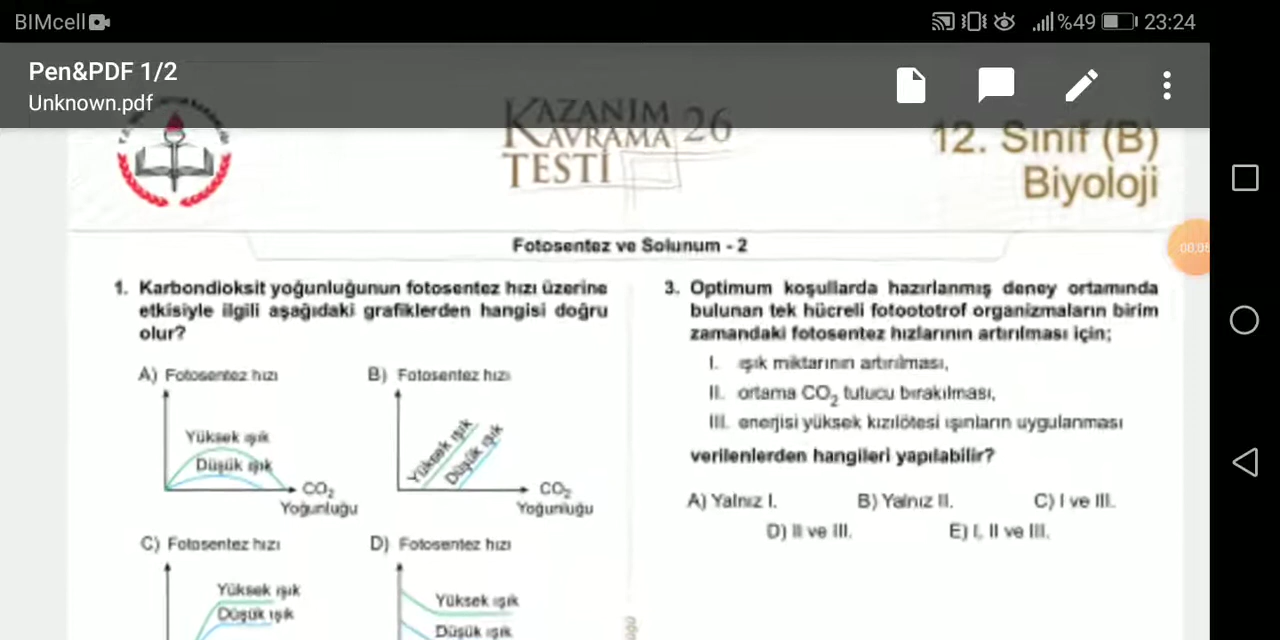 BIMcell
%49
23:24
Pen&PDF 1/2
Unknown.pdf
KAZANIM
KAVRAMA
TESTİ
26
12. Sınıf (B)
Biyoloji
00:05
Fotosentez ve Solunum - 2
1. Karbondioksit yoğunluğunun fotosentez hızı üzerine
etkisiyle ilgili aşağıdaki grafiklerden hangisi doğru
olur?
A) Fotosentez hızı
Yüksek ışık
Düşük ışık
CO₂
Yoğunluğu
B) Fotosentez hızı
Yüksek ışık
Düşük ışık
CO₂
Yoğunluğu
C) Fotosentez hızı
Yüksek ışık
Düşük ışık
D) Fotosentez hızı
Yüksek ışık
Düşük ışık
3. Optimum koşullarda hazırlanmış deney ortamında
bulunan tek hücreli fotoototrof organizmaların birim
zamandaki fotosentez hızlarının artırılması için;
I. ışık miktarının artırılması,
II. ortama CO₂ tutucu bırakılması,
III. enerjisi yüksek kızılötesi ışınların uygulanması
verilenlerden hangileri yapılabilir?
A) Yalnız I.
B) Yalnız II.
C) I ve III.
D) II ve III.
E) I, II ve III.